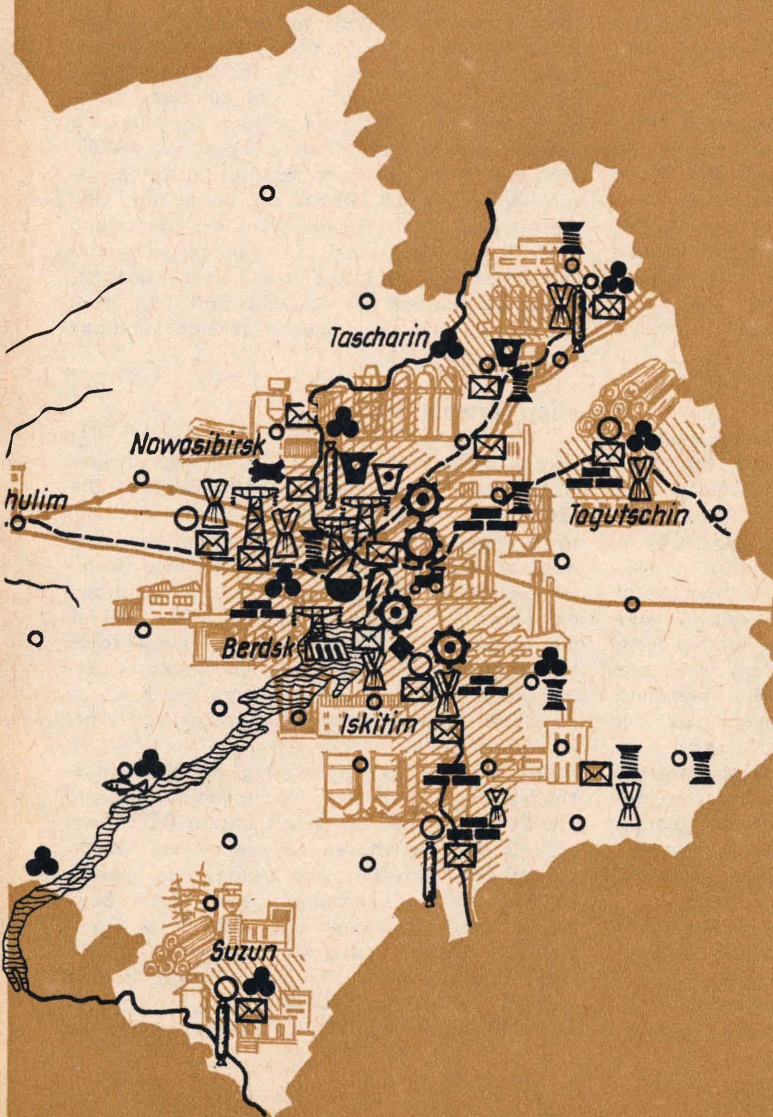 Tascharin
Nowosibirsk
hulim
Togutschin
Berdsk
Iskitim
Suzun